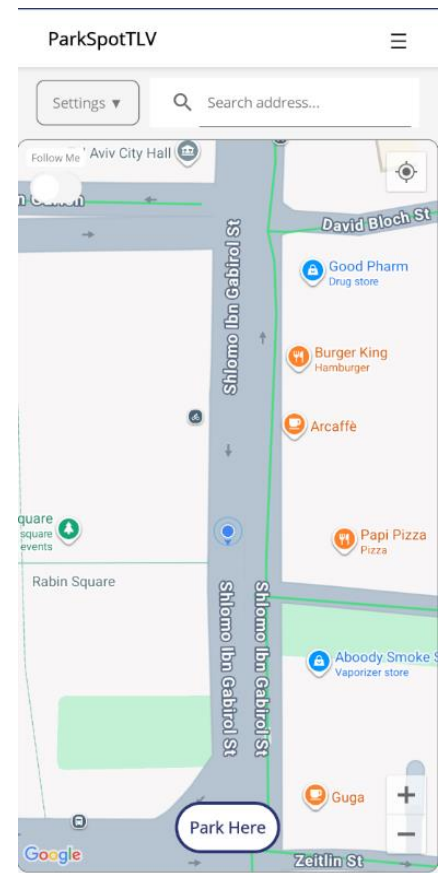 ParkSpotTLV
Settings ▼
Search address...
Follow Me
Aviv City Hall
David Bloch St
Shlomo Ibn Gabirol St
Good Pharm
Drug store
Burger King
Hamburger
Arcaffè
Papi Pizza
Pizza
quare
square
events
Rabin Square
Shlomo Ibn Gabirol St
Shlomo Ibn Gabirol St
Aboody Smoke S
Vaporizer store
Guga
+
Park Here
−
Google
Zeitlin St